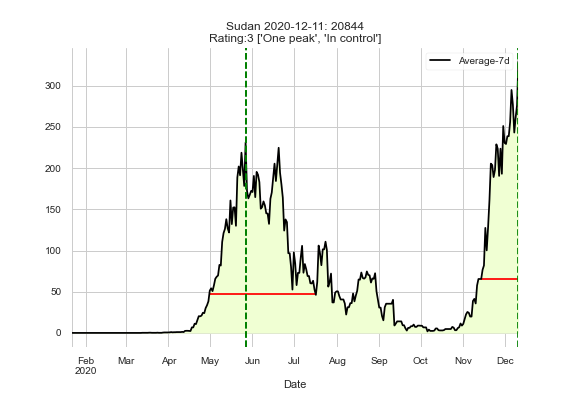 Sudan 2020-12-11: 20844
Rating:3 ['One peak', 'In control']
Average-7d
300
250
200
150
100
50
0
Feb Mar Apr May Jun Jul Aug Sep Oct Nov Dec
2020
Date